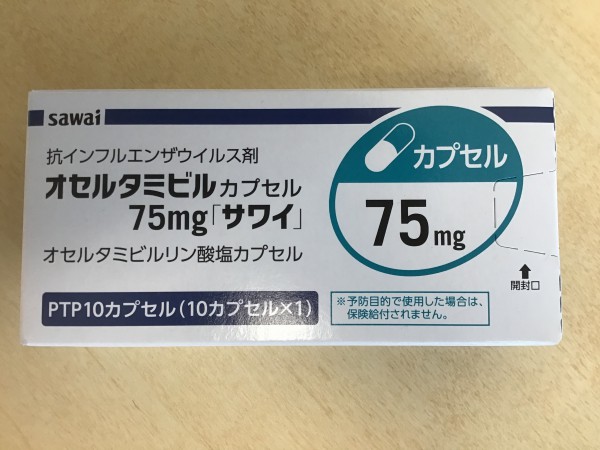 sawai
抗インフルエンザウイルス剤
オセルタミビルカプセル
75mg「サワイ」
オセルタミビルリン酸塩カプセル
PTP10カプセル(10カプセル×1)
カプセル
75mg
※予防目的で使用した場合は、
保険給付されません。
開封口